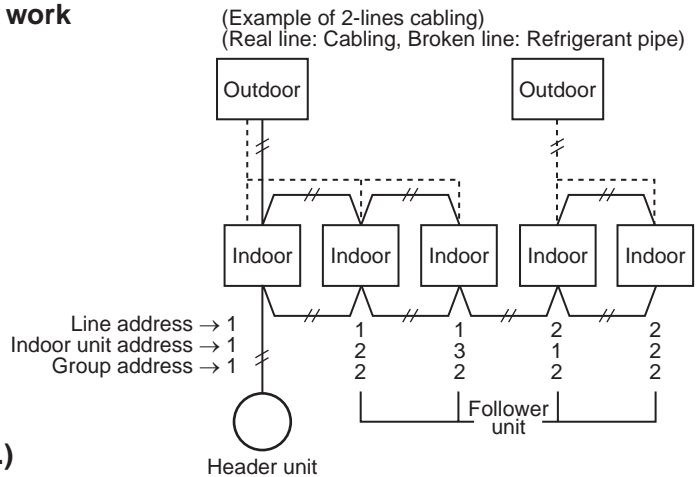 work
(Example of 2-lines cabling)
(Real line: Cabling, Broken line: Refrigerant pipe)
Outdoor Outdoor
Indoor Indoor Indoor Indoor Indoor
Line address → 1 1 1 2 2
Indoor unit address → 1 2 3 1 2
Group address → 1 2 2 2 2
Follower
unit
.)
Header unit